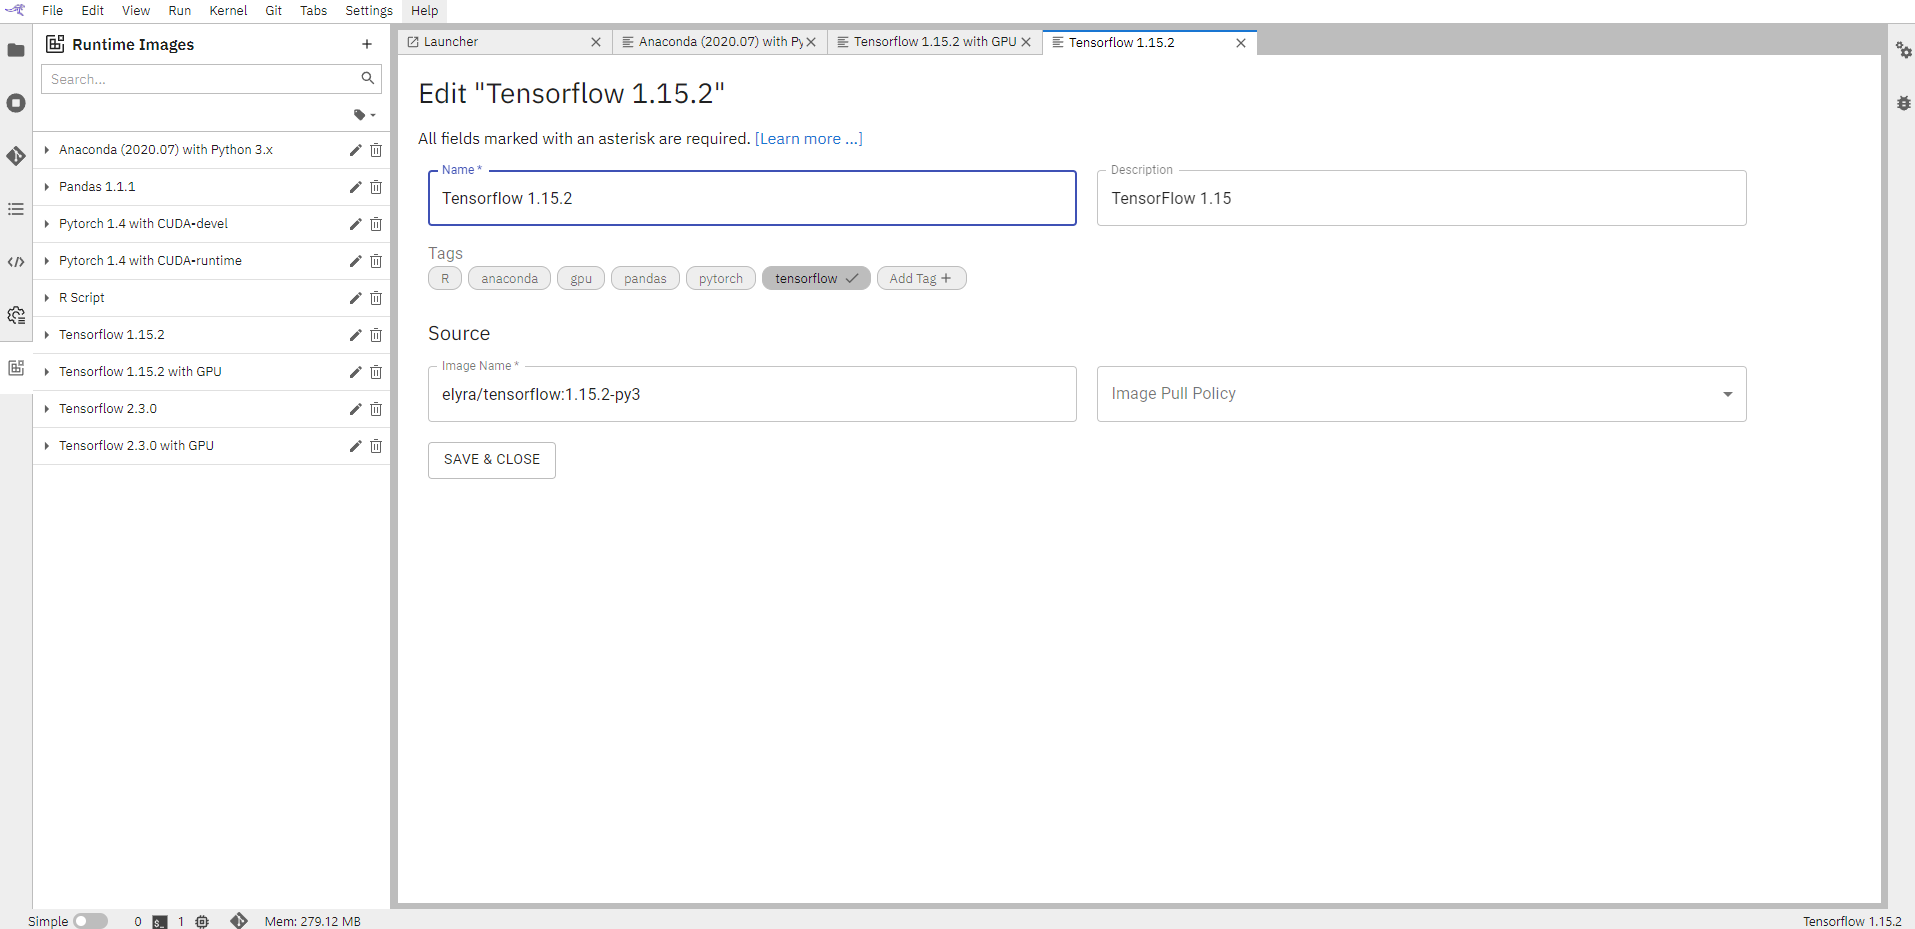 File Edit View Run Kernel Git Tabs Settings Help
Runtime Images
Search...
Anaconda (2020.07) with Python 3.x
Pandas 1.1.1
Pytorch 1.4 with CUDA-devel
Pytorch 1.4 with CUDA-runtime
R Script
Tensorflow 1.15.2
Tensorflow 1.15.2 with GPU
Tensorflow 2.3.0
Tensorflow 2.3.0 with GPU
Launcher Anaconda (2020.07) with Py Tensorflow 1.15.2 with GPU Tensorflow 1.15.2
Edit "Tensorflow 1.15.2"
All fields marked with an asterisk are required. [Learn more ...]
Name * Description
Tensorflow 1.15.2 TensorFlow 1.15
Tags
R anaconda gpu pandas pytorch tensorflow Add Tag +
Source
Image Name *
elyra/tensorflow:1.15.2-py3 Image Pull Policy
SAVE & CLOSE
Simple 0 $_ 1 Mem: 279.12 MB Tensorflow 1.15.2